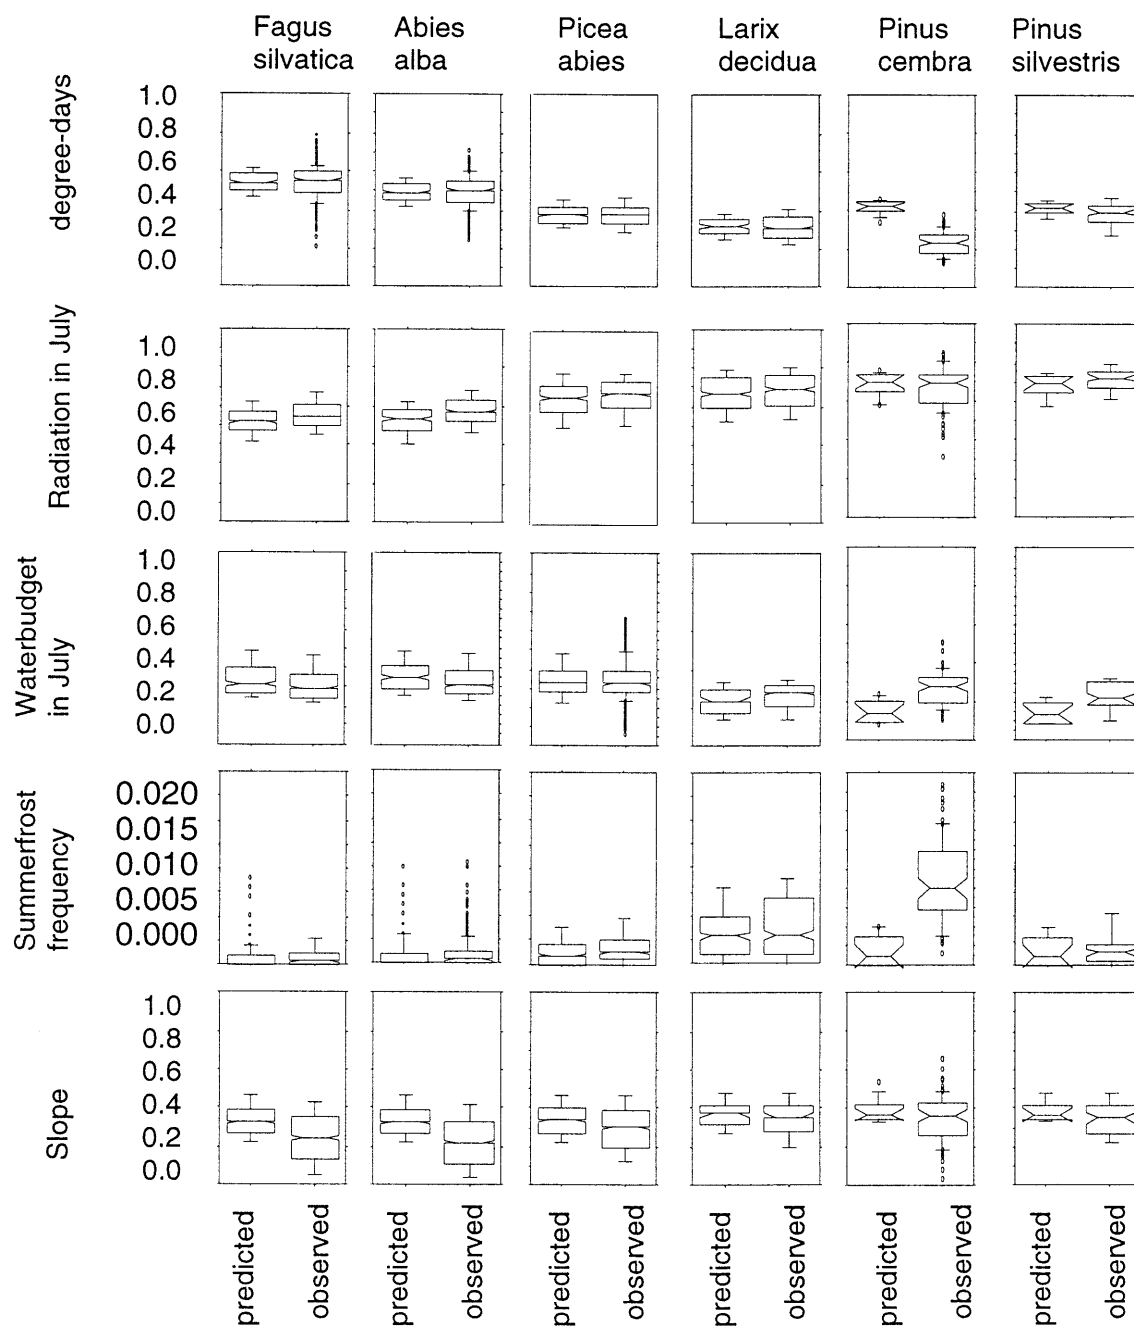 Fagus
silvatica
Abies
alba
Picea
abies
Larix
decidua
Pinus
cembra
Pinus
silvestris
degree-days
1.0
0.8
0.6
0.4
0.2
0.0
Radiation in July
1.0
0.8
0.6
0.4
0.2
0.0
Waterbudget
in July
1.0
0.8
0.6
0.4
0.2
0.0
Summerfrost
frequency
0.020
0.015
0.010
0.005
0.000
Slope
1.0
0.8
0.6
0.4
0.2
0.0
predicted
observed
predicted
observed
predicted
observed
predicted
observed
predicted
observed
predicted
observed